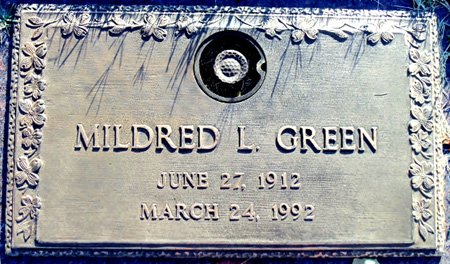 MILDRED L. GREEN
JUNE 27, 1912
MARCH 24, 1992